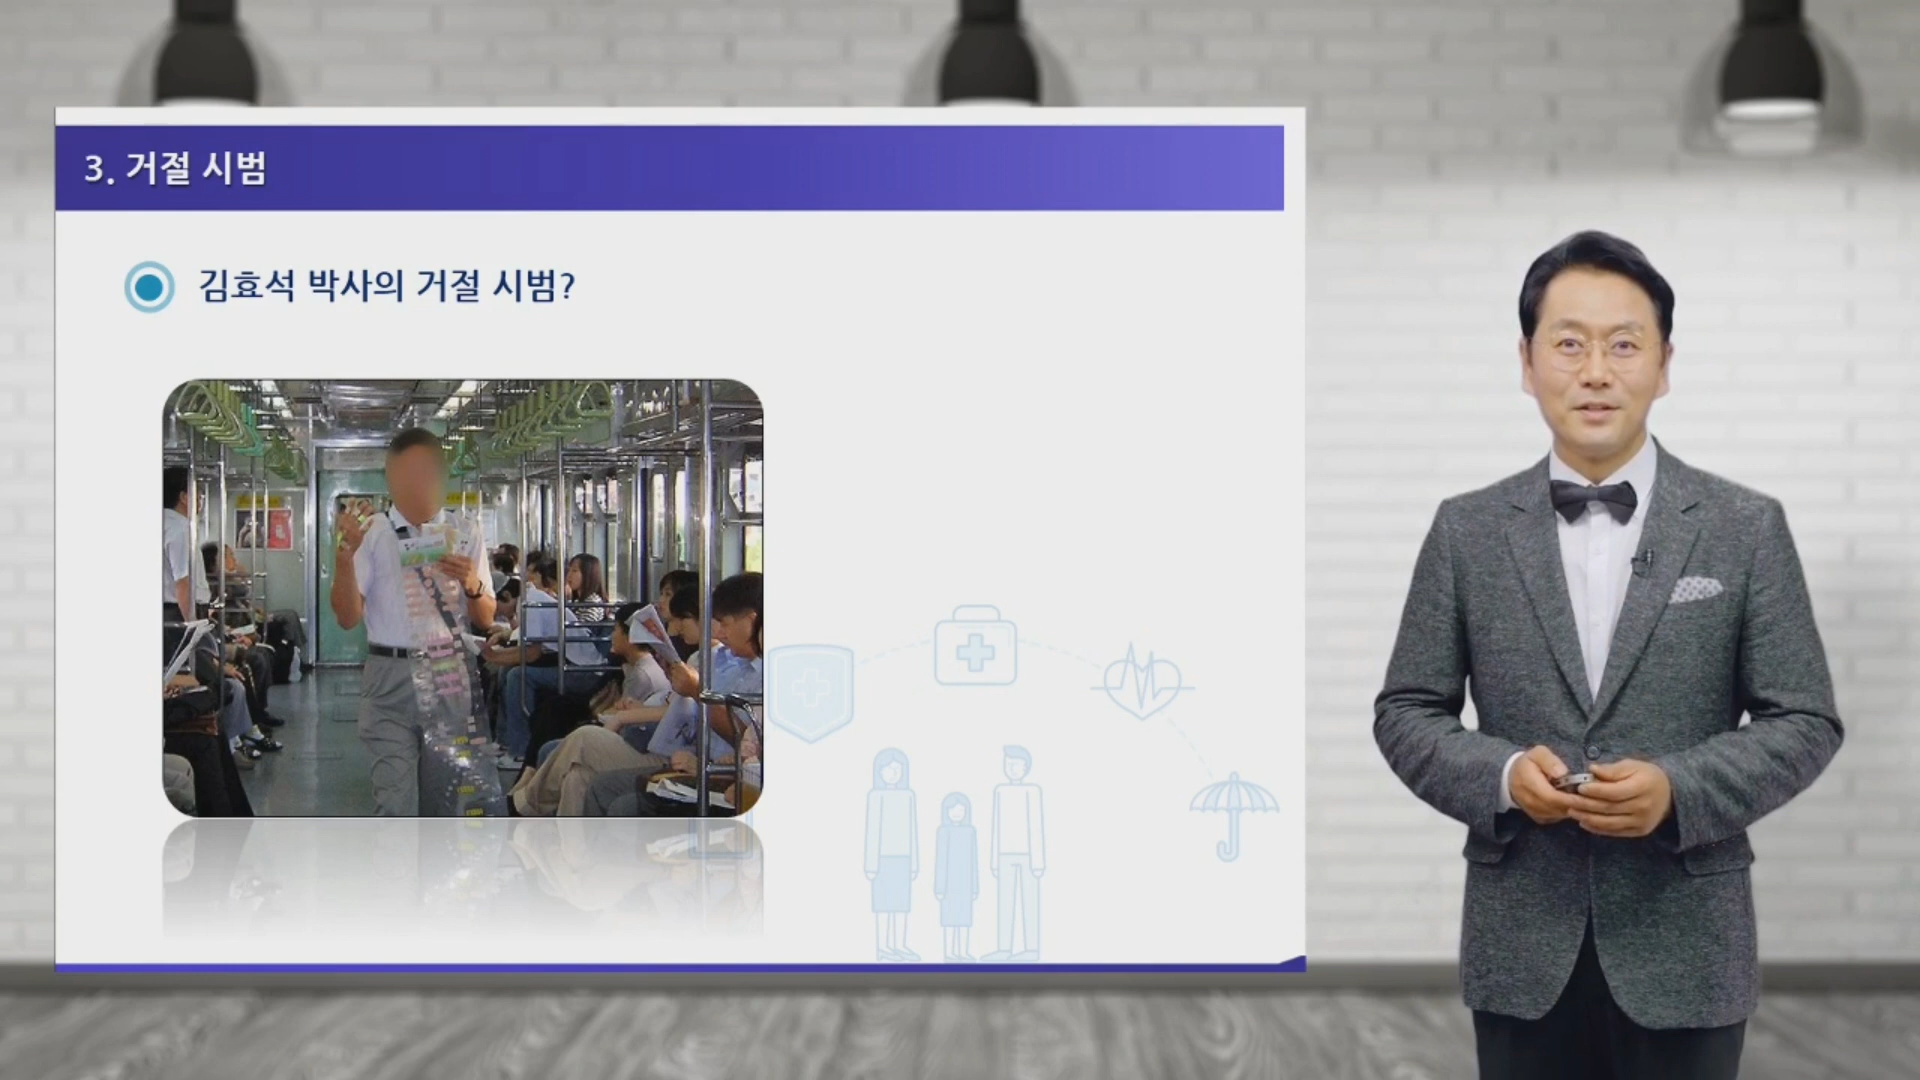 3. 거절 시범
김효석 박사의 거절 시범?